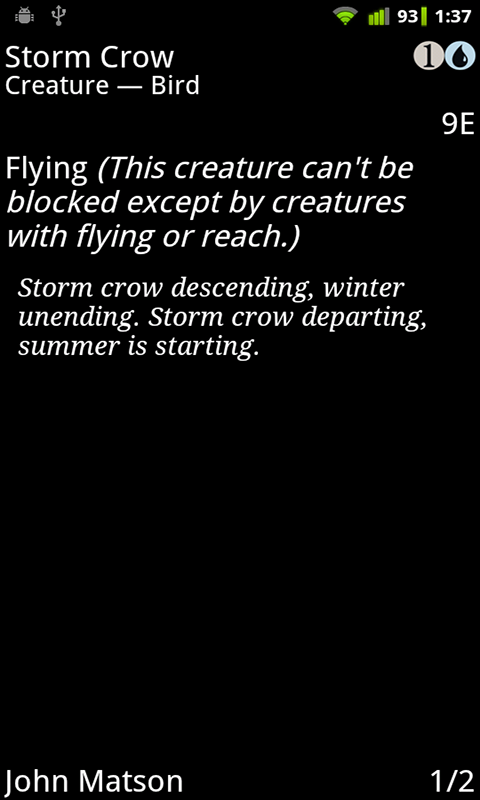 93 1:37
Storm Crow 1
Creature — Bird
9E
Flying (This creature can't be
blocked except by creatures
with flying or reach.)
Storm crow descending, winter
unending. Storm crow departing,
summer is starting.
John Matson 1/2